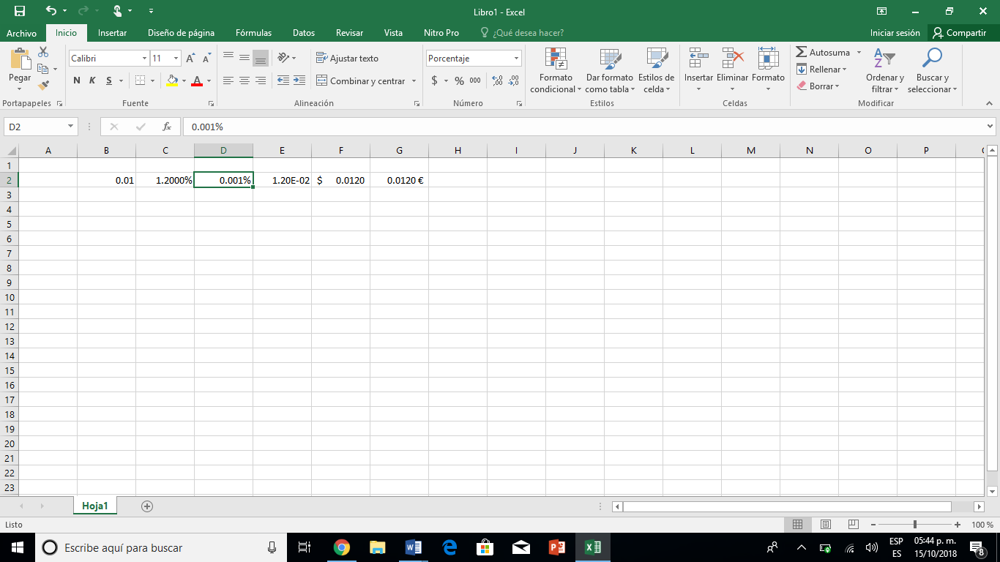 Libro1 - Excel
Archivo Inicio Insertar Diseño de página Fórmulas Datos Revisar Vista Nitro Pro ¿Qué desea hacer? Iniciar sesión Compartir
Pegar
Calibri 11
N K S
Ajustar texto
Combinar y centrar
Porcentaje
$ % 000
Formato condicional
Dar formato como tabla
Estilos de celda
Insertar Eliminar Formato
Autosuma
Rellenar
Borrar
Ordenar y filtrar
Buscar y seleccionar
Portapapeles Fuente Alineación Número Estilos Celdas Modificar
D2 fx 0.001%
A B C D E F G H I J K L M N O P
1
2 0.01 1.2000% 0.001% 1.20E-02 $ 0.0120 0.0120 €
3
4
5
6
7
8
9
10
11
12
13
14
15
16
17
18
19
20
21
22
23
Hoja1
Listo 100 %
Escribe aquí para buscar
ESP
ES
05:44 p. m.
15/10/2018
8